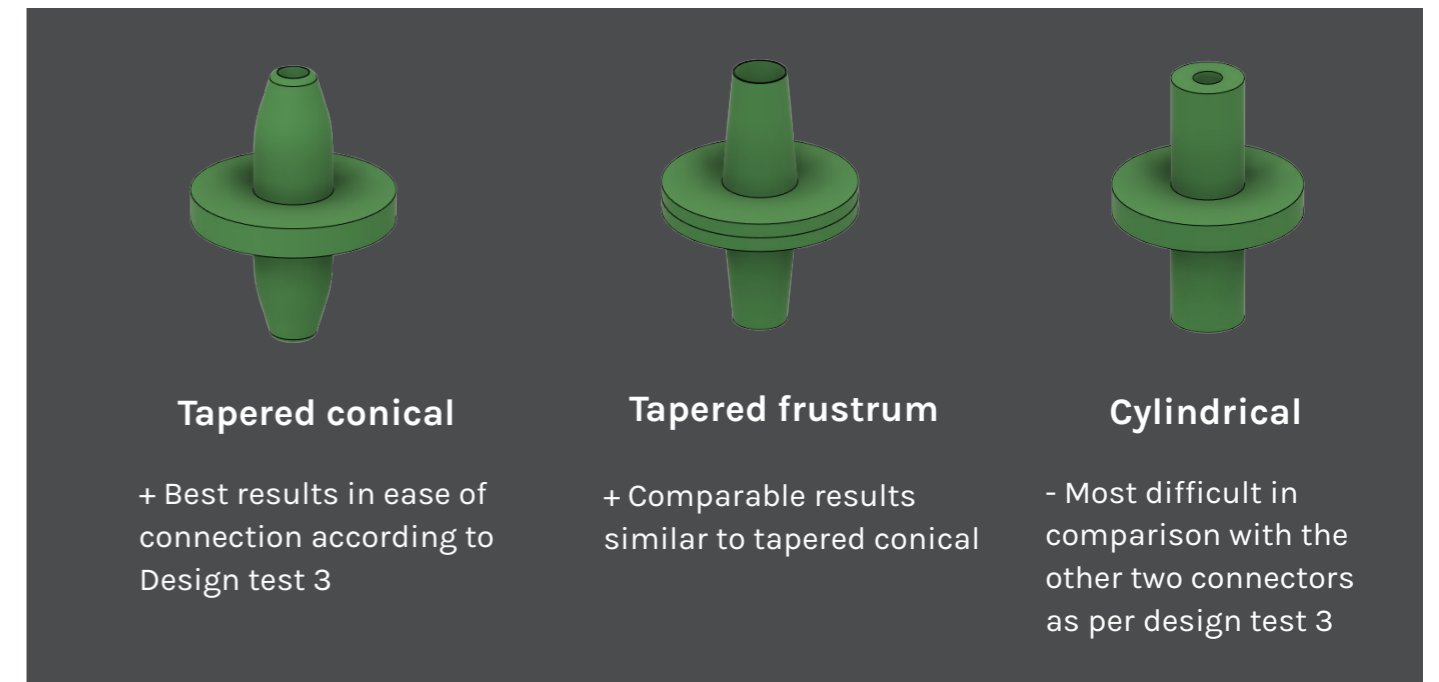 Tapered conical
+ Best results in ease of
connection according to
Design test 3
Tapered frustrum
+ Comparable results
similar to tapered conical
Cylindrical
- Most difficult in
comparison with the
other two connectors
as per design test 3